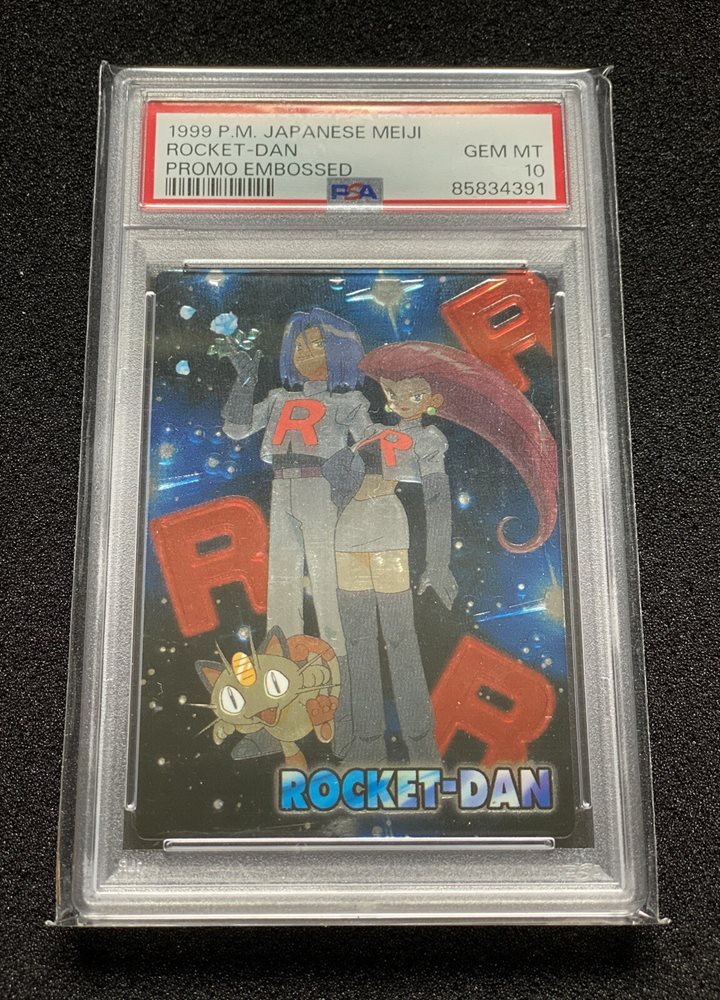 1999 P.M. JAPANESE MEIJI
ROCKET-DAN GEM MT
PROMO EMBOSSED 10
PSA 85834391
R
R
R
R
R
ROCKET-DAN